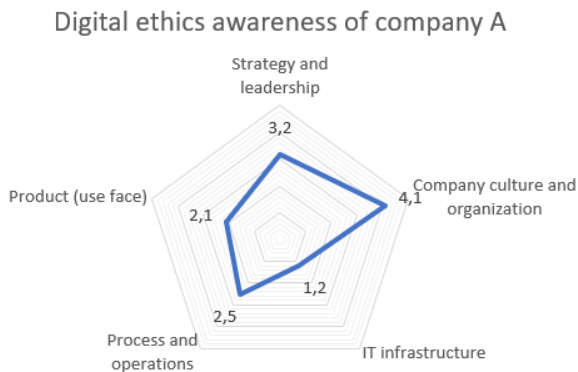 Digital ethics awareness of company A
Strategy and
leadership
3,2
Product (use face)
2,1
4,1
Company culture and
organization
1,2
2,5
Process and
operations
IT infrastructure